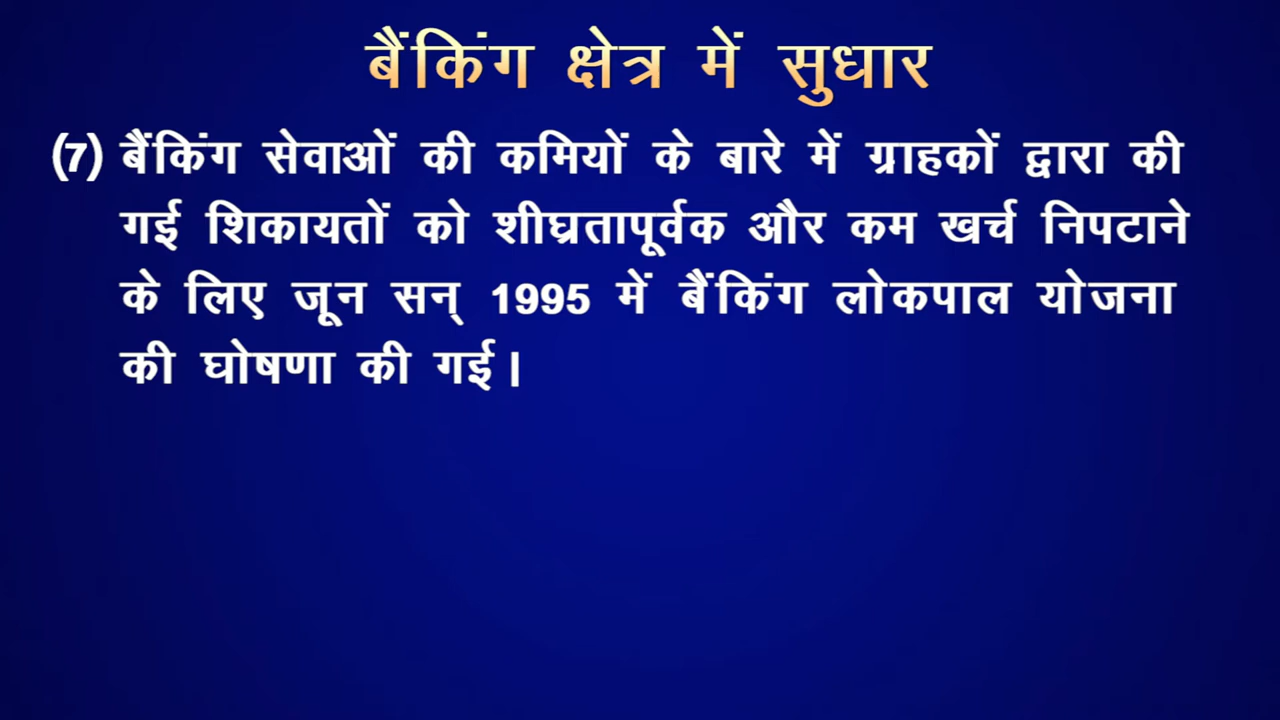 बैंकिंग क्षेत्र में सुधार
(7) बैंकिंग सेवाओं की कमियों के बारे में ग्राहकों द्वारा की
गई शिकायतों को शीघ्रतापूर्वक और कम खर्च निपटाने
के लिए जून सन् 1995 में बैंकिंग लोकपाल योजना
की घोषणा की गई।